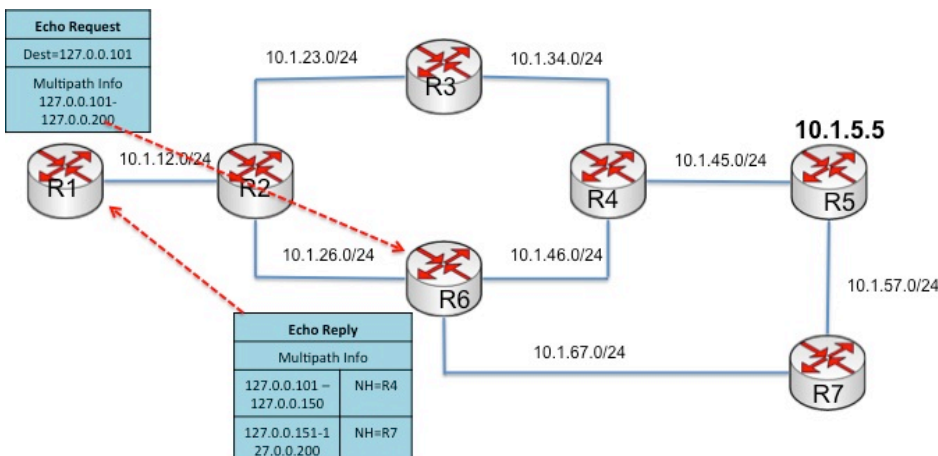 Echo Request
Dest=127.0.0.101
Multipath Info
127.0.0.101-
127.0.0.200
10.1.23.0/24
10.1.34.0/24
R3
10.1.5.5
10.1.12.0/24
10.1.45.0/24
R1
R2
R4
R5
10.1.26.0/24
10.1.46.0/24
R6
10.1.57.0/24
10.1.67.0/24
R7
Echo Reply
Multipath Info
127.0.0.101 –
127.0.0.150
NH=R4
127.0.0.151-1
27.0.0.200
NH=R7